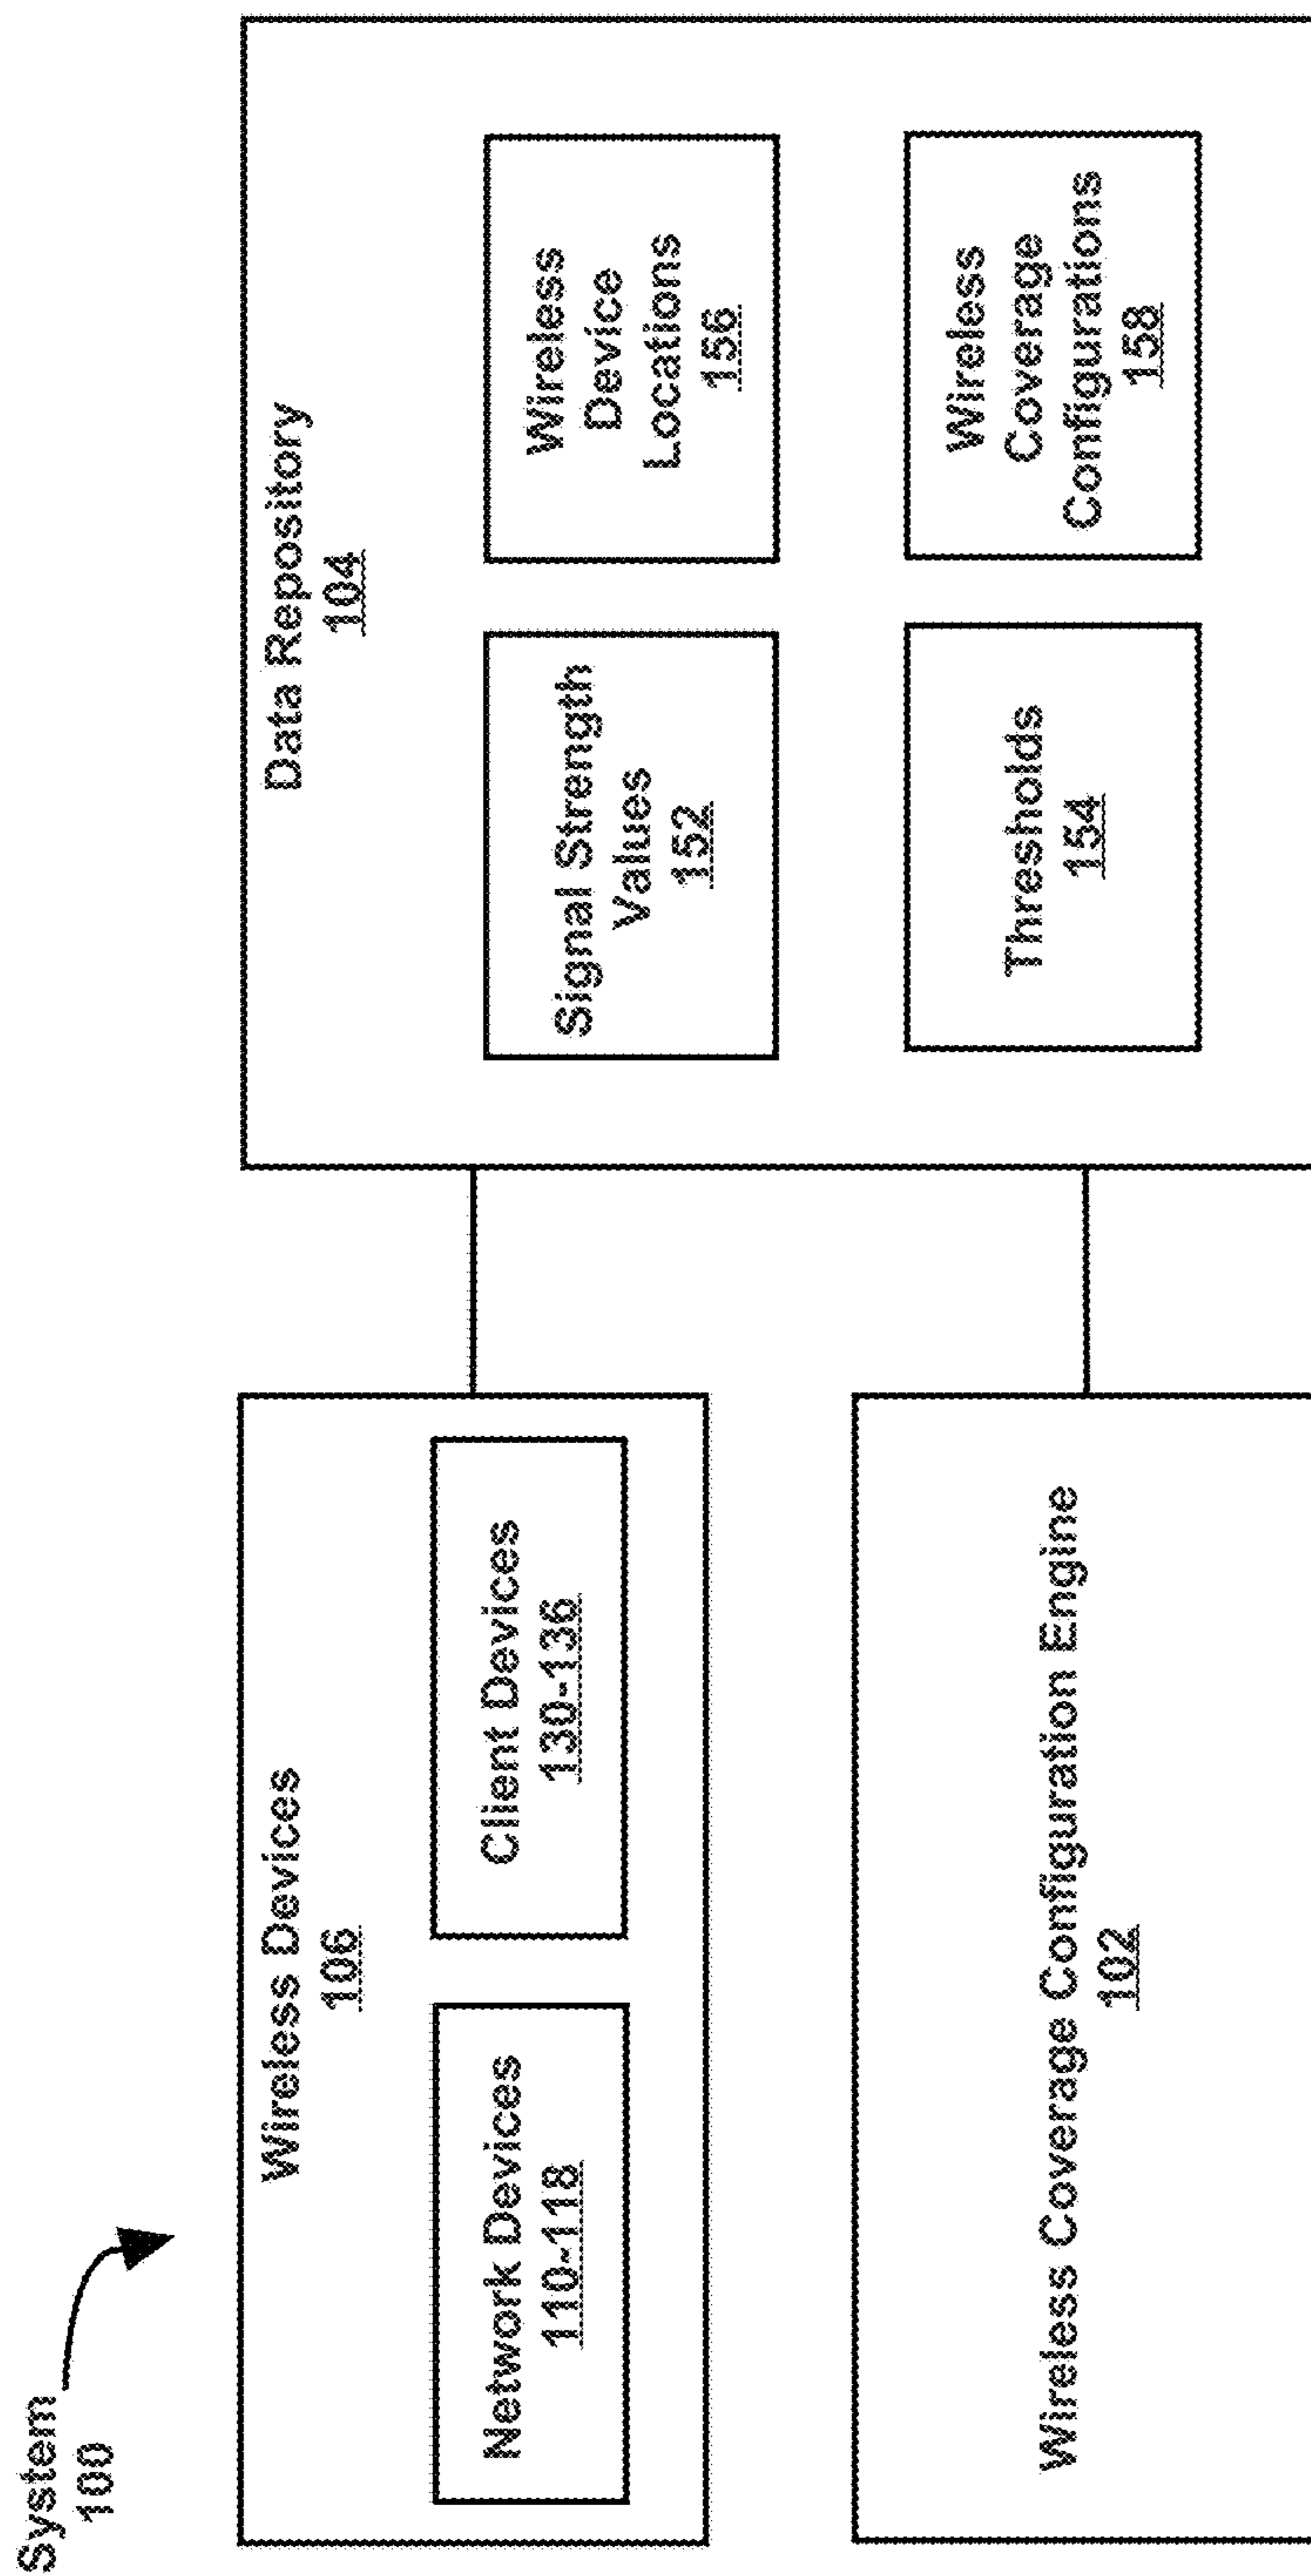 System
100
Wireless Devices
106
Network Devices
110-118
Client Devices
130-136
Wireless Coverage Configuration Engine
102
Data Repository
104
Signal Strength
Values
152
Wireless
Device
Locations
156
Thresholds
154
Wireless
Coverage
Configurations
158